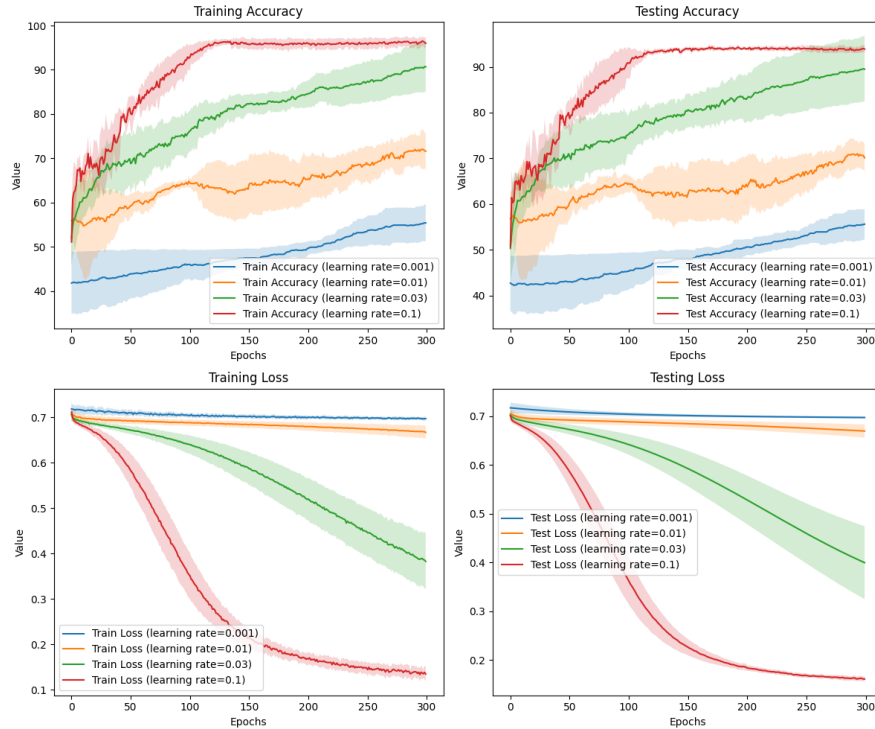 Training Accuracy
Value
100
90
80
70
60
50
40
0
50
100
150
200
250
300
Epochs
Train Accuracy (learning rate=0.001)
Train Accuracy (learning rate=0.01)
Train Accuracy (learning rate=0.03)
Train Accuracy (learning rate=0.1)
Testing Accuracy
Value
100
90
80
70
60
50
40
0
50
100
150
200
250
300
Epochs
Test Accuracy (learning rate=0.001)
Test Accuracy (learning rate=0.01)
Test Accuracy (learning rate=0.03)
Test Accuracy (learning rate=0.1)
Training Loss
Value
0.7
0.6
0.5
0.4
0.3
0.2
0.1
0
50
100
150
200
250
300
Epochs
Train Loss (learning rate=0.001)
Train Loss (learning rate=0.01)
Train Loss (learning rate=0.03)
Train Loss (learning rate=0.1)
Testing Loss
Value
0.7
0.6
0.5
0.4
0.3
0.2
0
50
100
150
200
250
300
Epochs
Test Loss (learning rate=0.001)
Test Loss (learning rate=0.01)
Test Loss (learning rate=0.03)
Test Loss (learning rate=0.1)